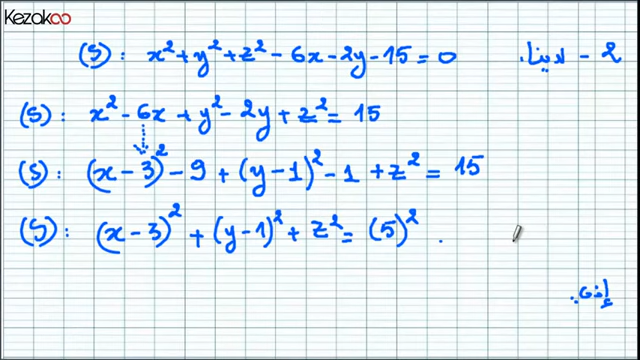 Kezakoo
2 - لدينا.
(S) : x² + y² + z² - 6x - 2y - 15 = 0
(S) : x² - 6x + y² - 2y + z² = 15
(S) : (x - 3)² - 9 + (y - 1)² - 1 + z² = 15
(S) : (x - 3)² + (y - 1)² + z² = (5)² .
إذن.